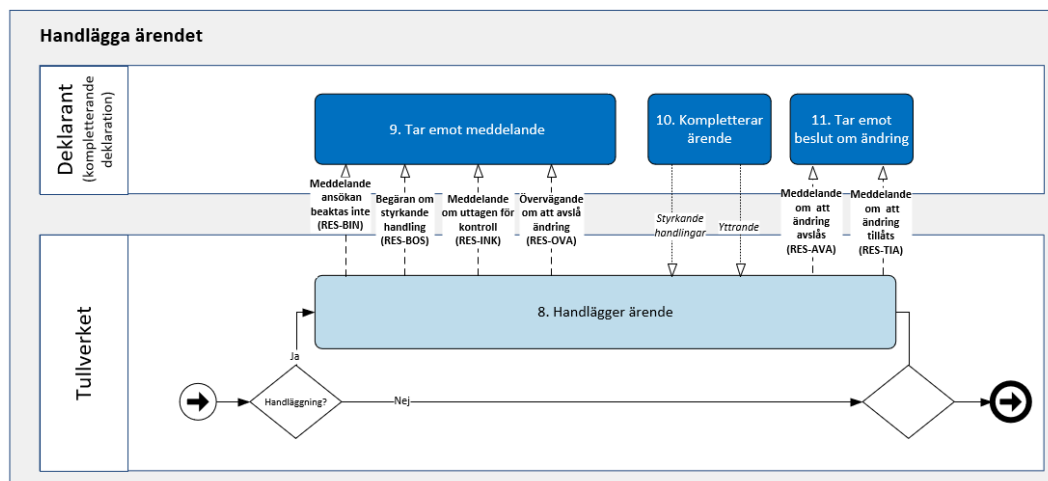 Handlägga ärendet
Deklarant
(kompletterande
deklaration)
9. Tar emot meddelande
10. Kompletterar
ärende
11. Tar emot
beslut om ändring
Meddelande
ansökan
beaktas inte
(RES-BIN)
Begäran om
styrkande
handling
(RES-BOS)
Meddelande
om uttagen för
kontroll
(RES-INK)
Övervägande
om att avslå
ändring
(RES-OVA)
Styrkande
handlingar
Yttrande
Meddelande
om att
ändring
avslås
(RES-AVA)
Meddelande
om att
ändring
tillåts
(RES-TIA)
Tullverket
8. Handlägger ärende
Ja
Handläggning?
Nej